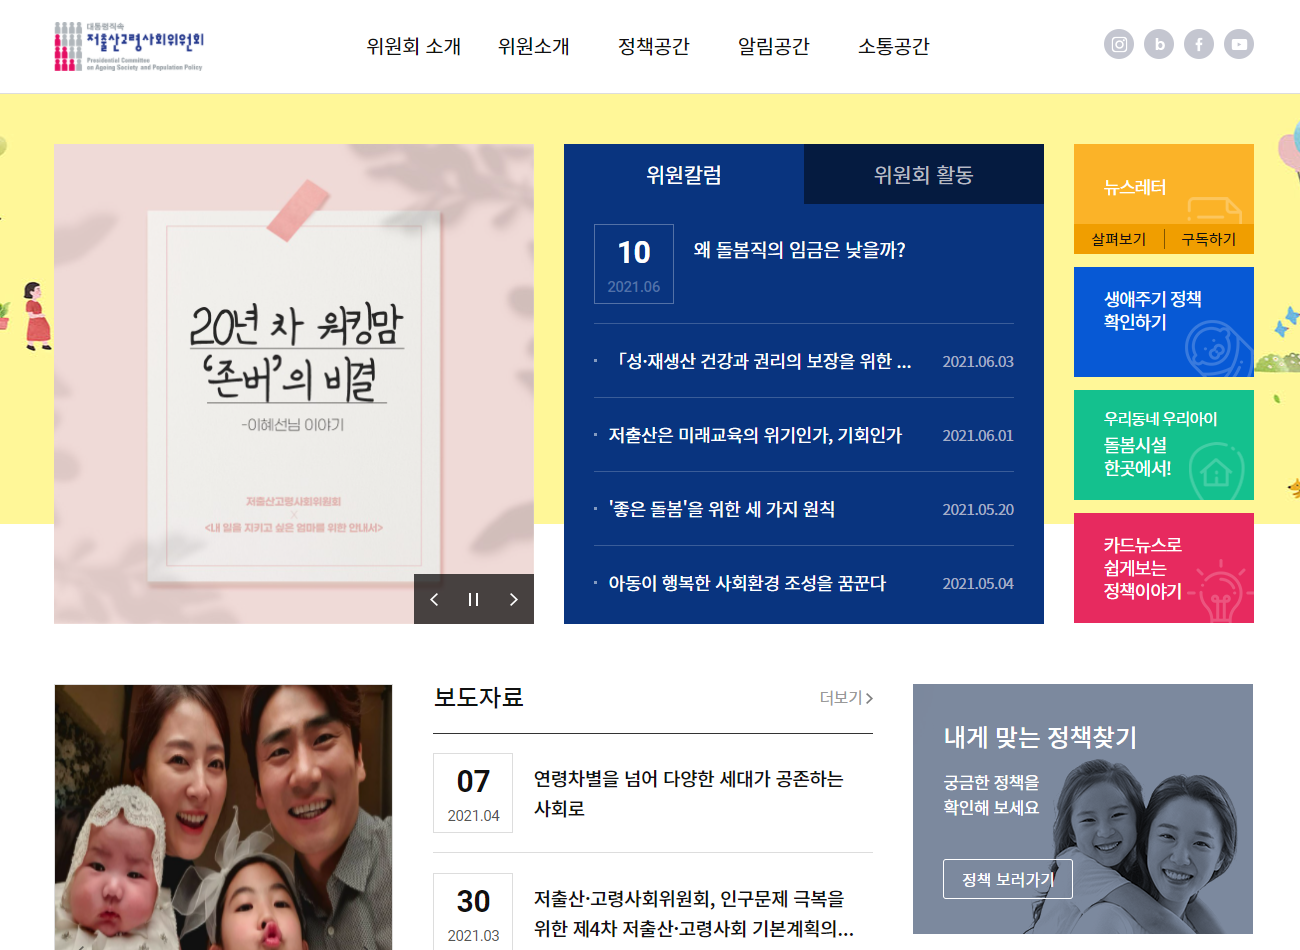 대통령직속
저출산고령사회위원회
Presidential Committee
on Ageing Society and Population Policy
위원회 소개
위원소개
정책공간
알림공간
소통공간
b
f
20년 차 워킹맘
'존버'의 비결
-이혜선님 이야기
저출산고령사회위원회
X
<내 일을 지키고 싶은 엄마를 위한 안내서>
위원칼럼
위원회 활동
10
2021.06
왜 돌봄직의 임금은 낮을까?
「성·재생산 건강과 권리의 보장을 위한 ...
2021.06.03
저출산은 미래교육의 위기인가, 기회인가
2021.06.01
'좋은 돌봄'을 위한 세 가지 원칙
2021.05.20
아동이 행복한 사회환경 조성을 꿈꾼다
2021.05.04
뉴스레터
살펴보기
구독하기
생애주기 정책
확인하기
우리동네 우리아이
돌봄시설
한곳에서!
카드뉴스로
쉽게보는
정책이야기
보도자료
더보기
07
2021.04
연령차별을 넘어 다양한 세대가 공존하는
사회로
30
2021.03
저출산·고령사회위원회, 인구문제 극복을
위한 제4차 저출산·고령사회 기본계획의...
내게 맞는 정책찾기
궁금한 정책을
확인해 보세요
정책 보러가기